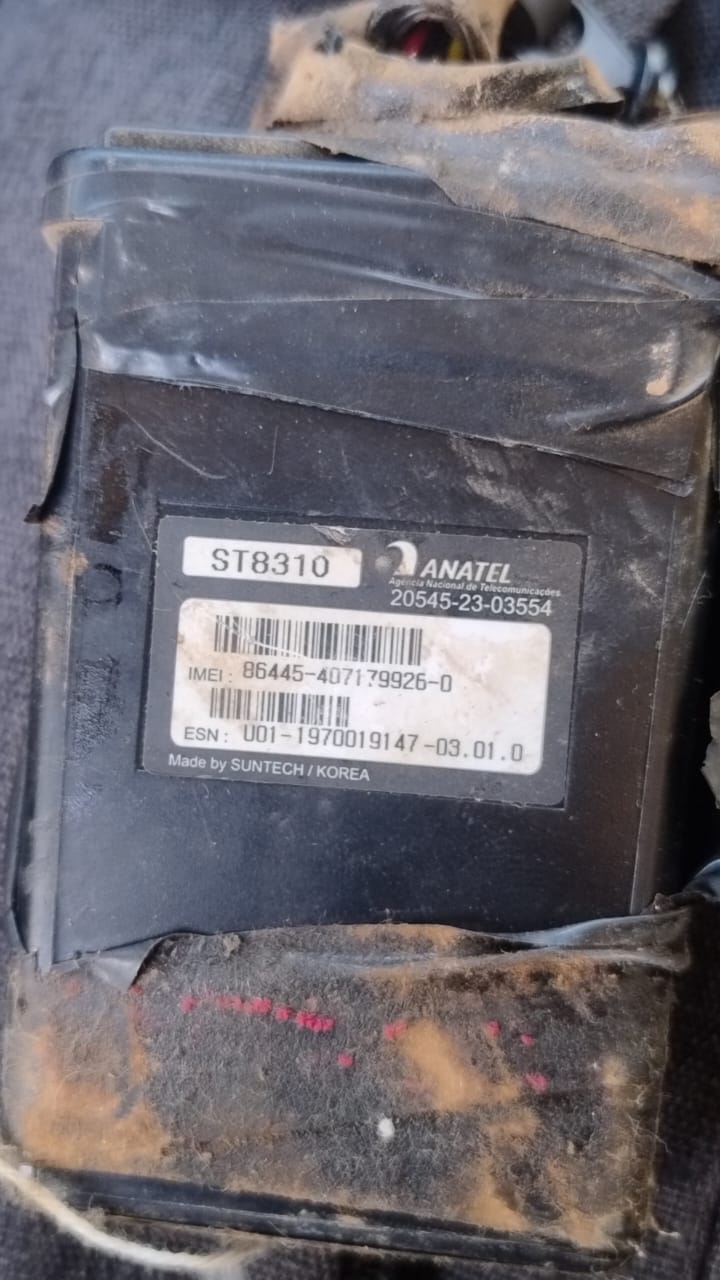 ST8310
ANATEL
Agência Nacional de Telecomunicações
20545-23-03554
IMEI: 86445-407179926-0
ESN: U01-1970019147-03.01.0
Made by SUNTECH / KOREA